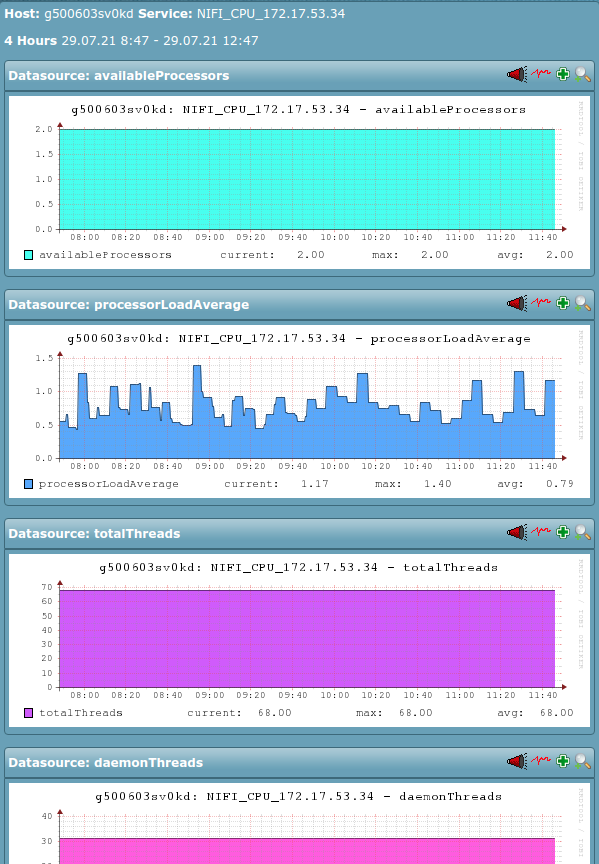 Host: g500603sv0kd Service: NIFI_CPU_172.17.53.34
4 Hours 29.07.21 8:47 - 29.07.21 12:47
Datasource: availableProcessors
g500603sv0kd: NIFI_CPU_172.17.53.34 - availableProcessors
RRDTOOL / TOBI OETIKER
2.0
1.5
1.0
0.5
0.0
08:00 08:20 08:40 09:00 09:20 09:40 10:00 10:20 10:40 11:00 11:20 11:40
availableProcessors current: 2.00 max: 2.00 avg: 2.00
Datasource: processorLoadAverage
g500603sv0kd: NIFI_CPU_172.17.53.34 - processorLoadAverage
RRDTOOL / TOBI OETIKER
1.5
1.0
0.5
0.0
08:00 08:20 08:40 09:00 09:20 09:40 10:00 10:20 10:40 11:00 11:20 11:40
processorLoadAverage current: 1.17 max: 1.40 avg: 0.79
Datasource: totalThreads
g500603sv0kd: NIFI_CPU_172.17.53.34 - totalThreads
RRDTOOL / TOBI OETIKER
70
60
50
40
30
20
10
0
08:00 08:20 08:40 09:00 09:20 09:40 10:00 10:20 10:40 11:00 11:20 11:40
totalThreads current: 68.00 max: 68.00 avg: 68.00
Datasource: daemonThreads
g500603sv0kd: NIFI_CPU_172.17.53.34 - daemonThreads
RRDTOOL / TOBI
40
30